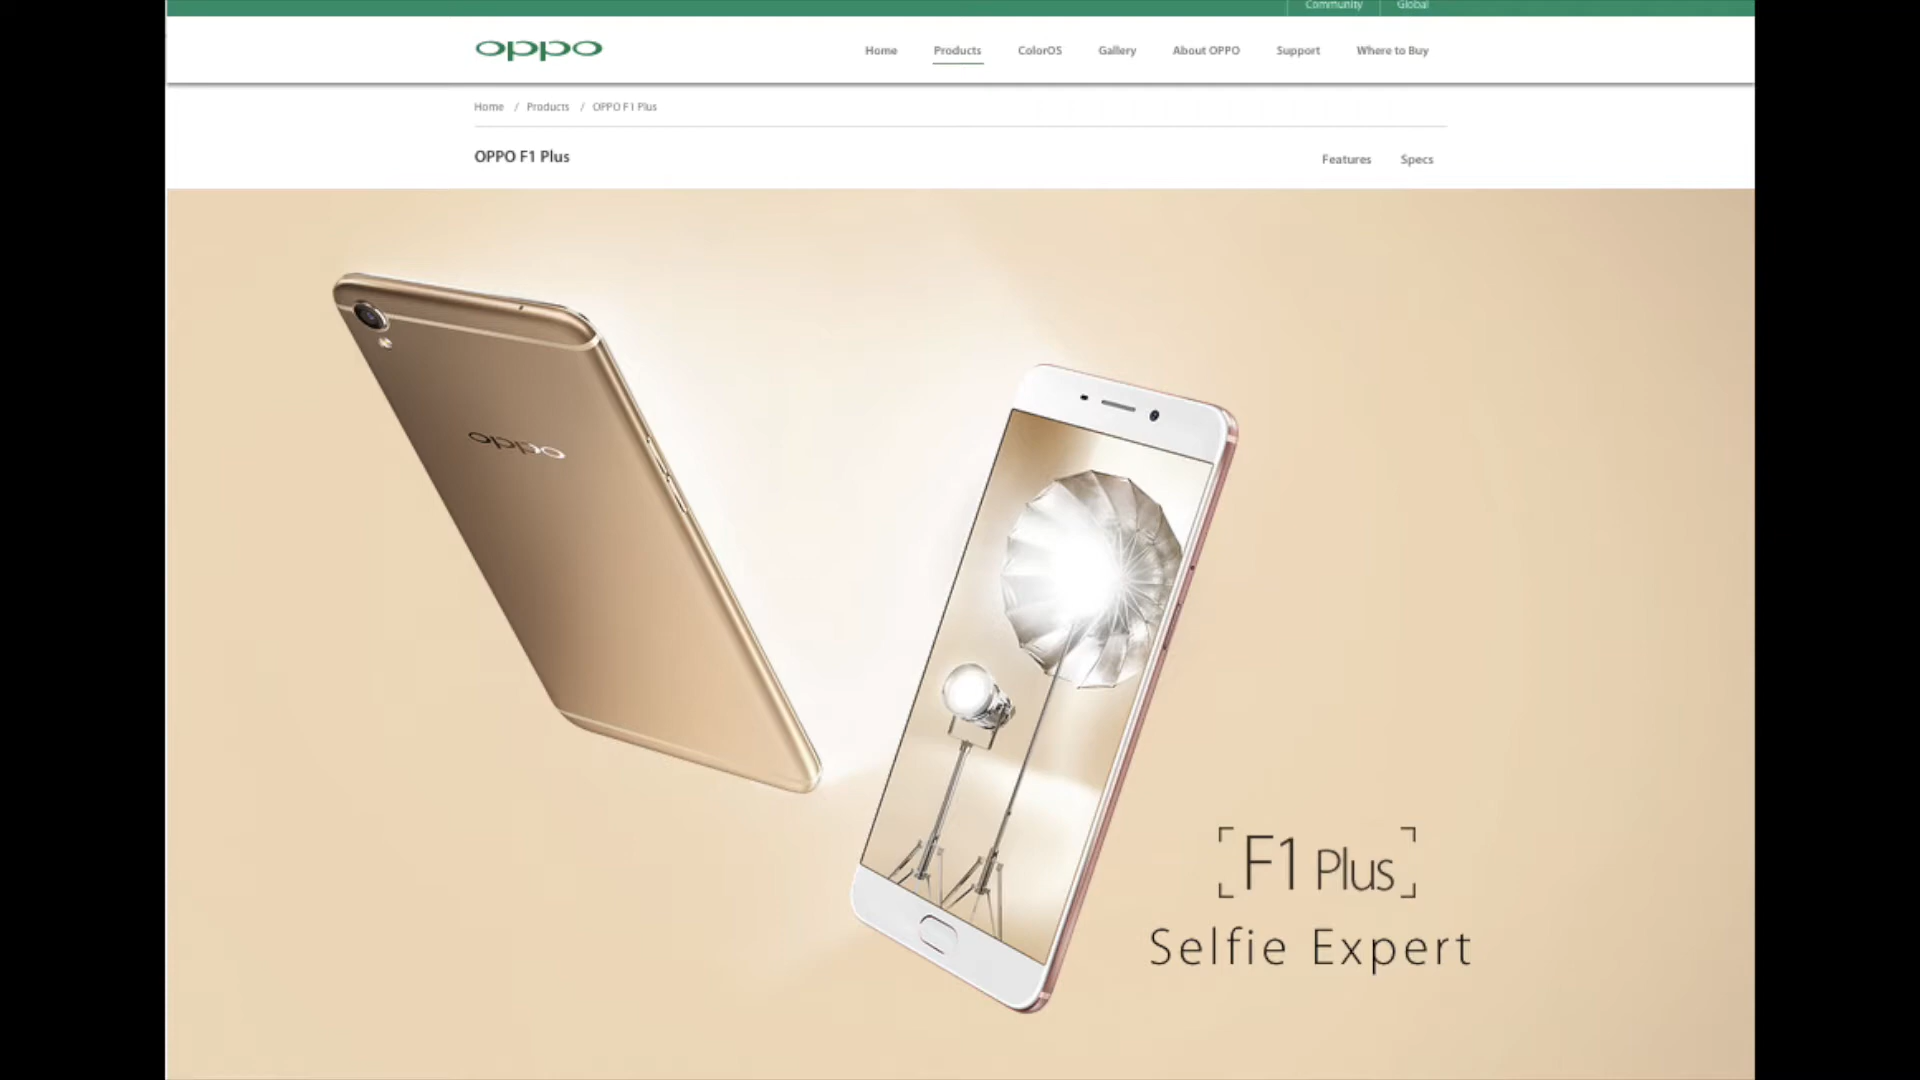 Community Global
oppo
Home Products ColorOS Gallery About OPPO Support Where to Buy
Home / Products / OPPO F1 Plus
OPPO F1 Plus
Features Specs
oppo
F1 Plus
Selfie Expert